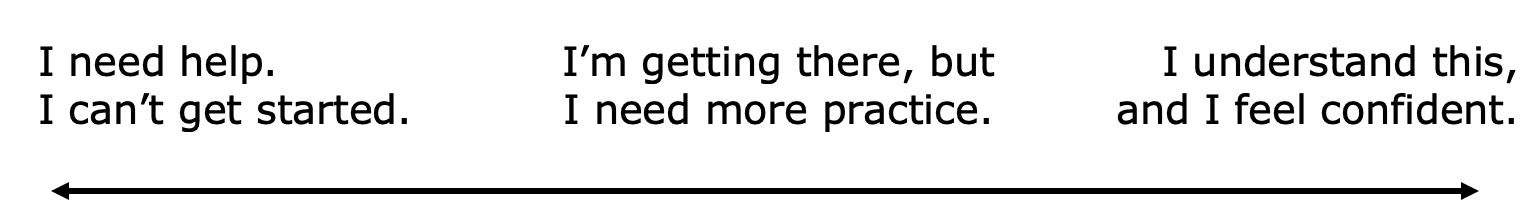 I need help.
I can’t get started.
I’m getting there, but
I need more practice.
I understand this,
and I feel confident.